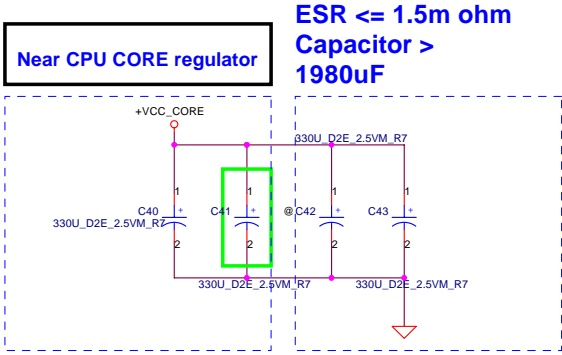 ESR <= 1.5m ohm
Capacitor >
1980uF
Near CPU CORE regulator
+VCC_CORE
330U_D2E_2.5VM_R7
1
1
1
1
C40
+
C41
+
@
C42
+
C43
+
330U_D2E_2.5VM_R7
2
2
2
2
330U_D2E_2.5VM_R7
330U_D2E_2.5VM_R7